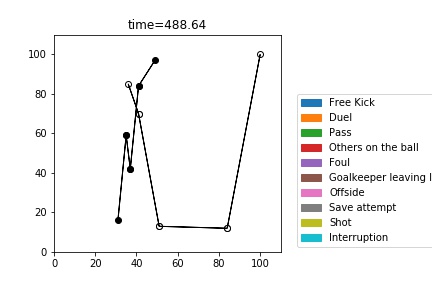 time=488.64
100
80
60
40
20
0
0 20 40 60 80 100
Free Kick
Duel
Pass
Others on the ball
Foul
Goalkeeper leaving l
Offside
Save attempt
Shot
Interruption